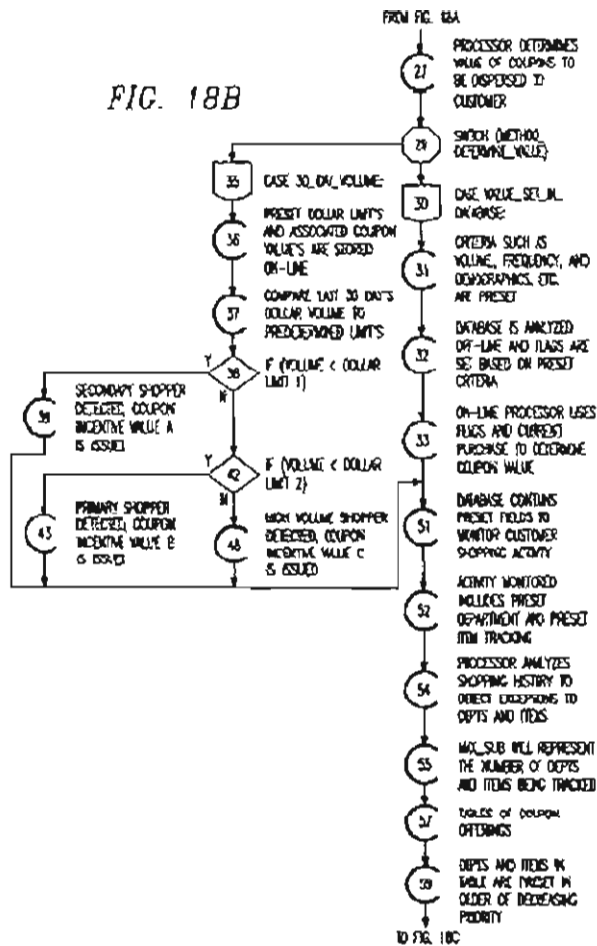 FROM FIG. 18A
FIG. 18B
27
PROCESSOR DETERMINES
VALUE OF COUPONS TO
BE DISPERSED TO
CUSTOMER
29
SWITCH (METHOD_
DETERMINE_VALUE)
35
CASE 30_DAY_VOLUME:
30
CASE VALUE_SET_IN_
DATABASE:
36
PRESET DOLLAR LIMITS
AND ASSOCIATED COUPON
VALUES ARE STORED
ON-LINE
31
CRITERIA SUCH AS
VOLUME, FREQUENCY, AND
DEMOGRAPHICS, ETC.
ARE PRESET
37
COMPARE LAST 30 DAY'S
DOLLAR VOLUME TO
PREDETERMINED LIMITS
32
DATABASE IS ANALYZED
OFF-LINE AND FLAGS ARE
SET BASED ON PRESET
CRITERIA
Y
38
IF (VOLUME < DOLLAR
LIMIT 1)
N
39
SECONDARY SHOPPER
DETECTED, COUPON
INCENTIVE VALUE A
IS ISSUED
33
ON-LINE PROCESSOR USES
FLAGS AND CURRENT
PURCHASE TO DETERMINE
COUPON VALUE
Y
42
IF (VOLUME < DOLLAR
LIMIT 2)
N
43
PRIMARY SHOPPER
DETECTED, COUPON
INCENTIVE VALUE B
IS ISSUED
HIGH VOLUME SHOPPER
DETECTED, COUPON
INCENTIVE VALUE C
IS ISSUED
51
DATABASE CONTAINS
PRESET FIELDS TO
MONITOR CUSTOMER
SHOPPING ACTIVITY
52
ACTIVITY MONITORED
INCLUDES PRESET
DEPARTMENT AND PRESET
ITEM TRACKING
54
PROCESSOR ANALYZES
SHOPPING HISTORY TO
DETECT EXCEPTIONS TO
DEPTS AND ITEMS
55
MAX_SUB WILL REPRESENT
THE NUMBER OF DEPTS
AND ITEMS BEING TRACKED
57
TABLES OF COUPON
OFFERINGS
DEPTS AND ITEMS IN
TABLE ARE PRESET IN
ORDER OF DECREASING
PRIORITY
TO FIG. 18C